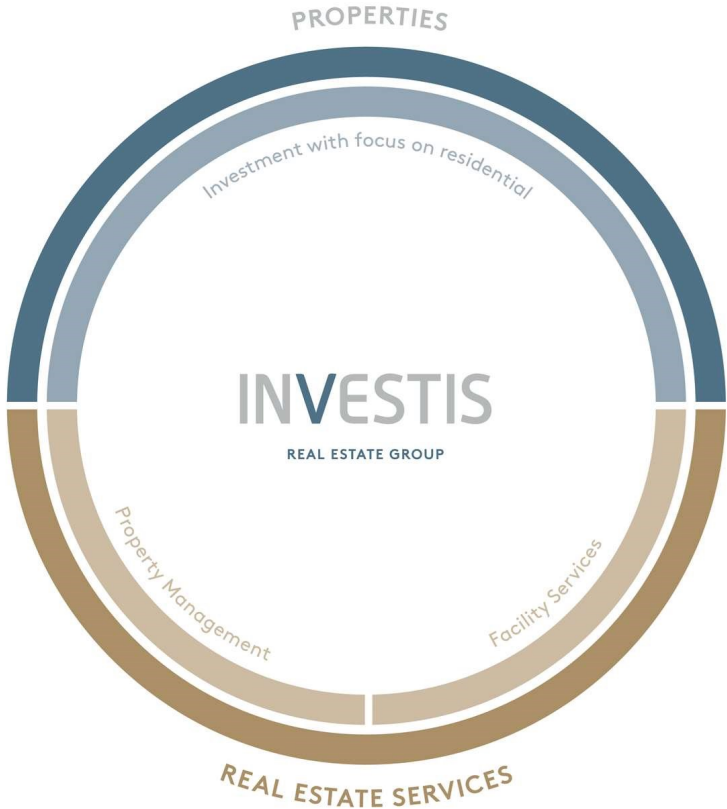 PROPERTIES
Investment with focus on residential
INVESTIS
REAL ESTATE GROUP
Property Management
Facility Services
REAL ESTATE SERVICES